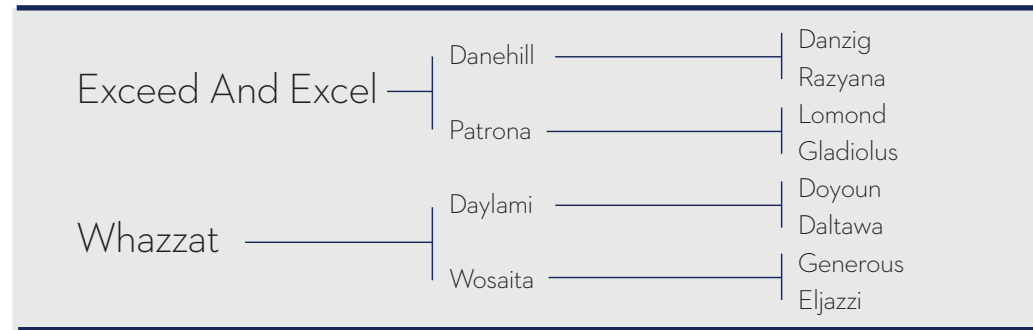 Exceed And Excel
Danehill
Danzig
Razyana
Patrona
Lomond
Gladiolus
Whazzat
Daylami
Doyoun
Daltawa
Wosaita
Generous
Eljazzi